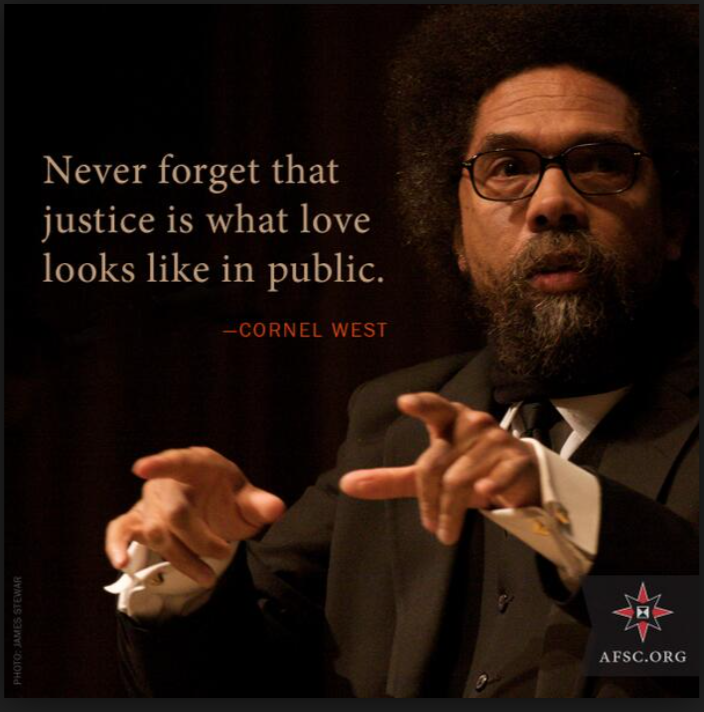 Never forget that
justice is what love
looks like in public.
—CORNEL WEST
PHOTO: JAMES STEWAR
AFSC.ORG